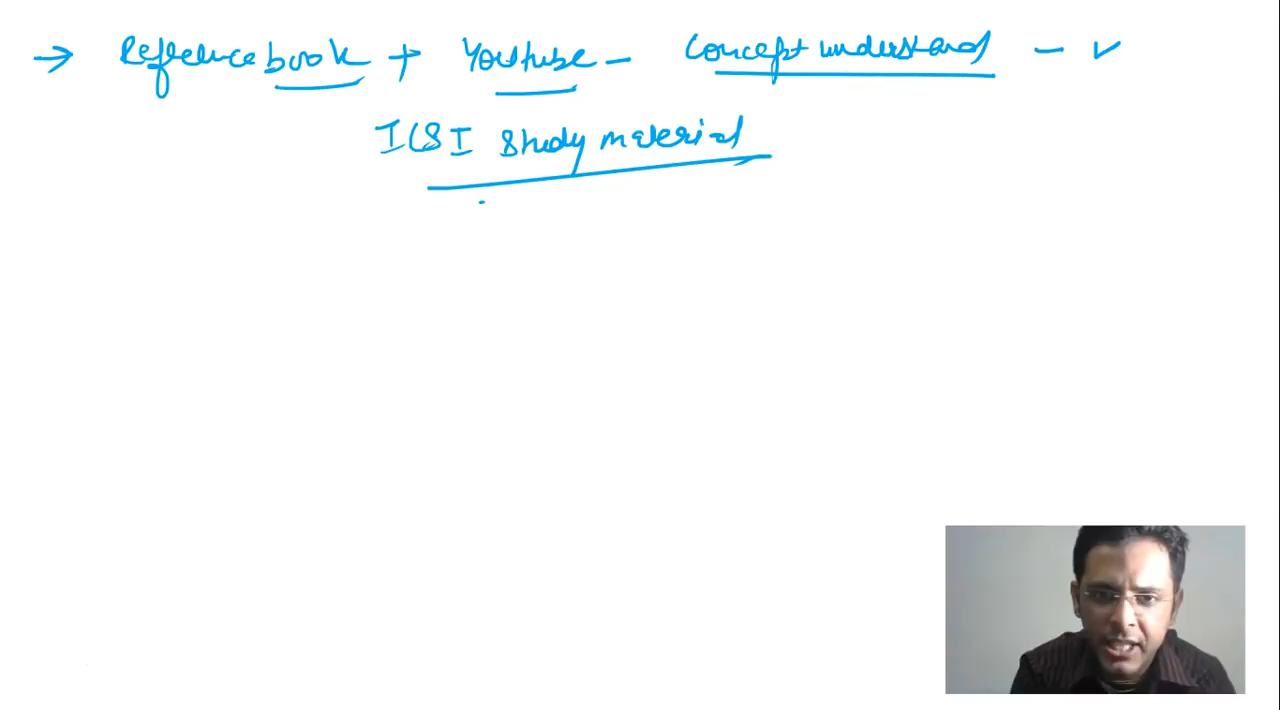 → Reference book + Youtube - Concept understand - ✓
ICSI Study material